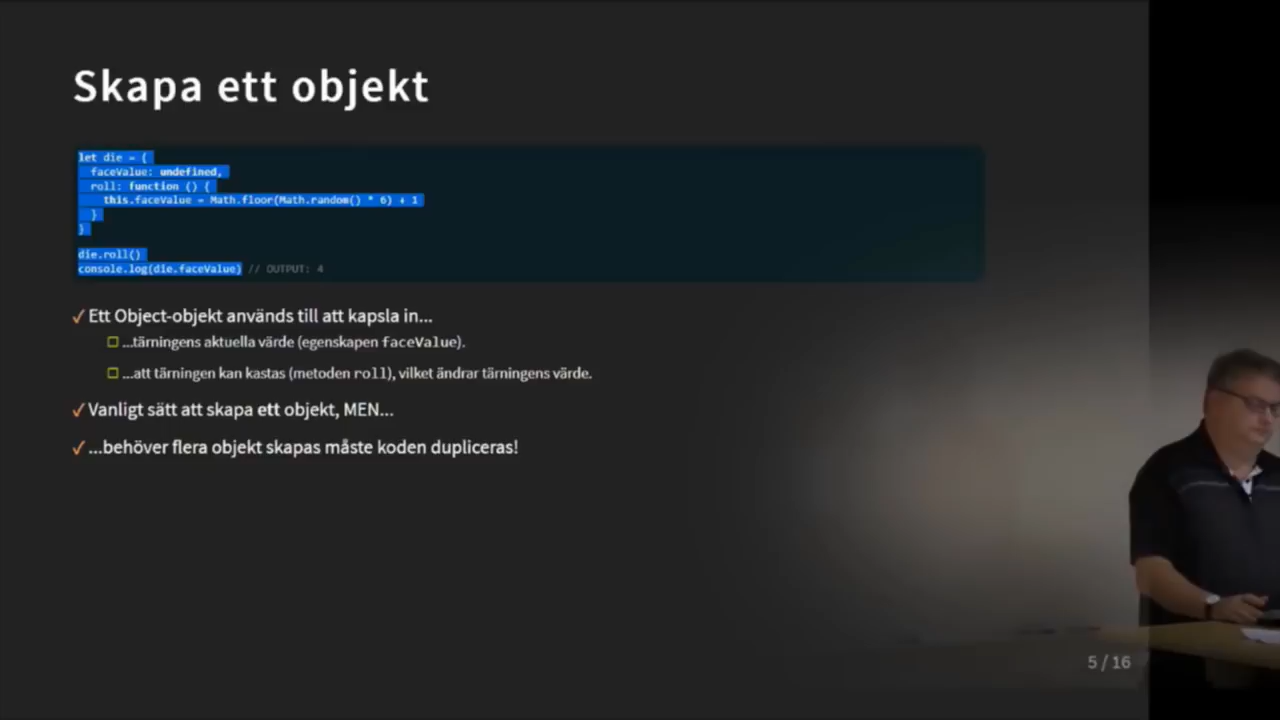 Skapa ett objekt
let die = {
faceValue: undefined,
roll: function () {
this.faceValue = Math.floor(Math.random() * 6) + 1
}
}
die.roll()
console.log(die.faceValue) // OUTPUT: 4
✓ Ett Object-objekt används till att kapsla in...
☐ ...tärningens aktuella värde (egenskapen faceValue).
☐ ...att tärningen kan kastas (metoden roll), vilket ändrar tärningens värde.
✓ Vanligt sätt att skapa ett objekt, MEN...
✓ ...behöver flera objekt skapas måste koden dupliceras!
5 / 16